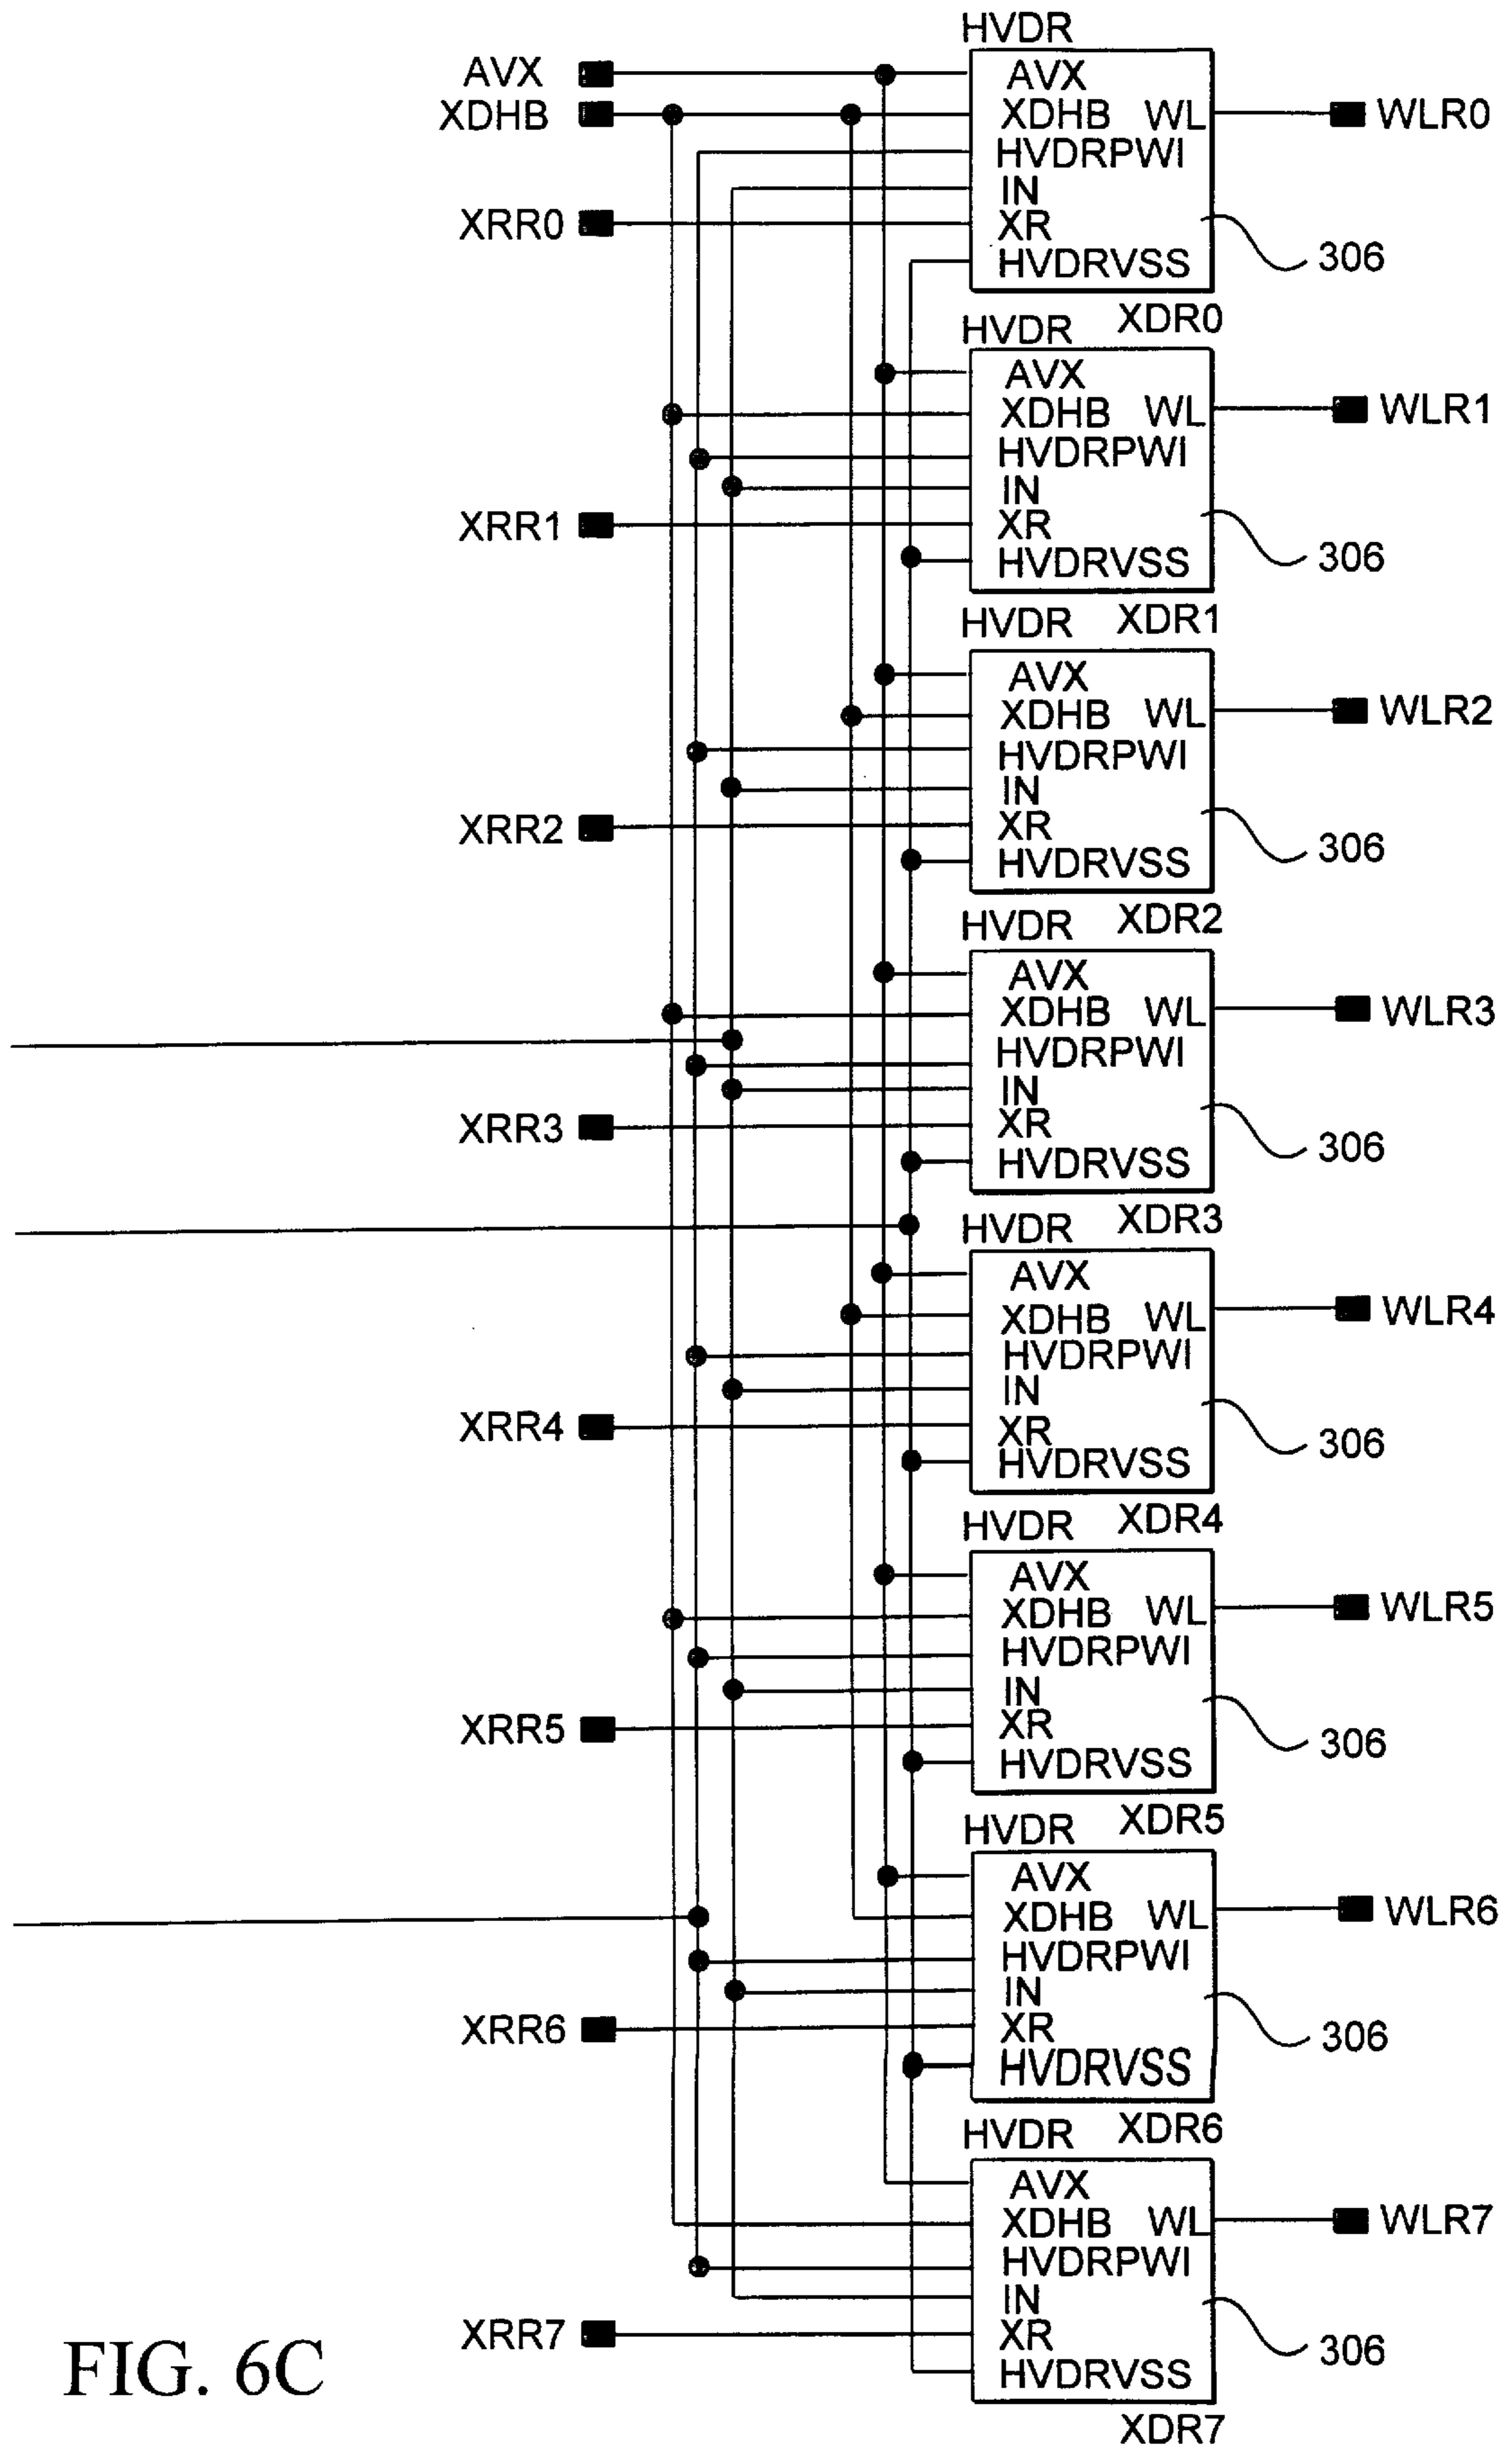 HVDR
AVX
AVX
XDHB
XDHB WL
WLR0
HVDRPWI
IN
XRR0
XR
HVDRVSS
306
XDR0
HVDR
AVX
XDHB WL
WLR1
HVDRPWI
IN
XRR1
XR
HVDRVSS
306
XDR1
HVDR
AVX
XDHB WL
WLR2
HVDRPWI
IN
XRR2
XR
HVDRVSS
306
XDR2
HVDR
AVX
XDHB WL
WLR3
HVDRPWI
IN
XRR3
XR
HVDRVSS
306
XDR3
HVDR
AVX
XDHB WL
WLR4
HVDRPWI
IN
XRR4
XR
HVDRVSS
306
XDR4
HVDR
AVX
XDHB WL
WLR5
HVDRPWI
IN
XRR5
XR
HVDRVSS
306
XDR5
HVDR
AVX
XDHB WL
WLR6
HVDRPWI
IN
XRR6
XR
HVDRVSS
306
XDR6
HVDR
AVX
XDHB WL
WLR7
HVDRPWI
IN
XRR7
XR
HVDRVSS
306
XDR7
FIG. 6C